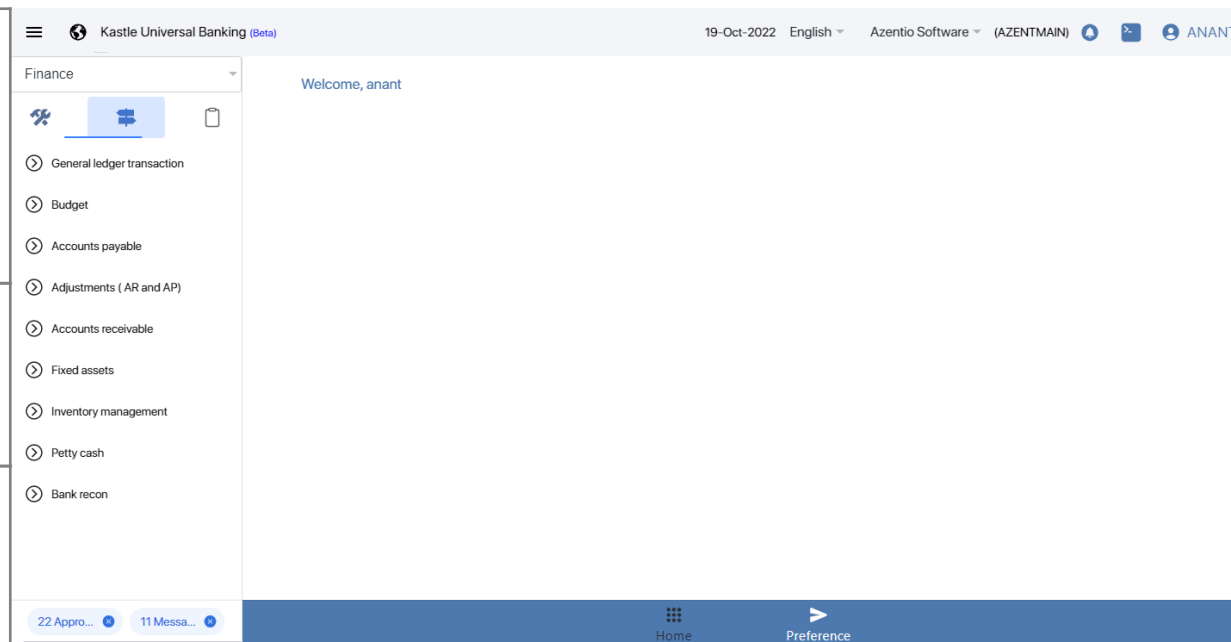 Kastle Universal Banking (Beta) 19-Oct-2022 English Azentio Software (AZENTMAIN) ANANT
Finance
Welcome, anant
General ledger transaction
Budget
Accounts payable
Adjustments ( AR and AP)
Accounts receivable
Fixed assets
Inventory management
Petty cash
Bank recon
22 Appro... 11 Messa...
Home Preference